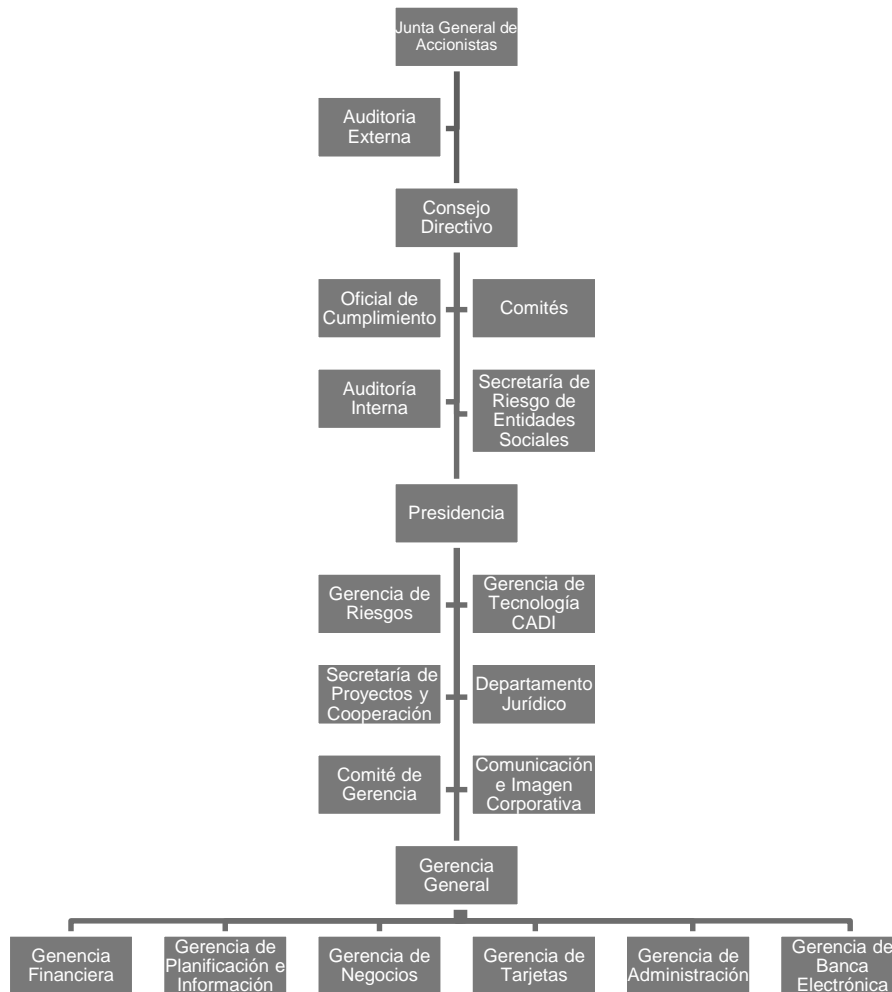 Junta General de
Accionistas
Auditoria
Externa
Consejo
Directivo
Oficial de
Cumplimiento
Comités
Auditoría
Interna
Secretaría de
Riesgo de
Entidades
Sociales
Presidencia
Gerencia de
Riesgos
Gerencia de
Tecnología
CADI
Secretaría de
Proyectos y
Cooperación
Departamento
Jurídico
Comité de
Gerencia
Comunicación
e Imagen
Corporativa
Gerencia
General
Genencia
Financiera
Gerencia de
Planificación e
Información
Gerencia de
Negocios
Gerencia de
Tarjetas
Gerencia de
Administración
Gerencia de
Banca
Electrónica